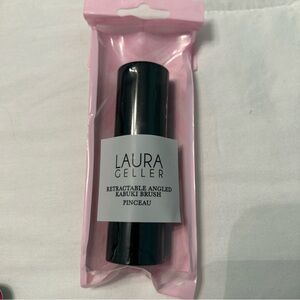 LAURA
GELLER
RETRACTABLE ANGLED
KABUKI BRUSH
PINCEAU